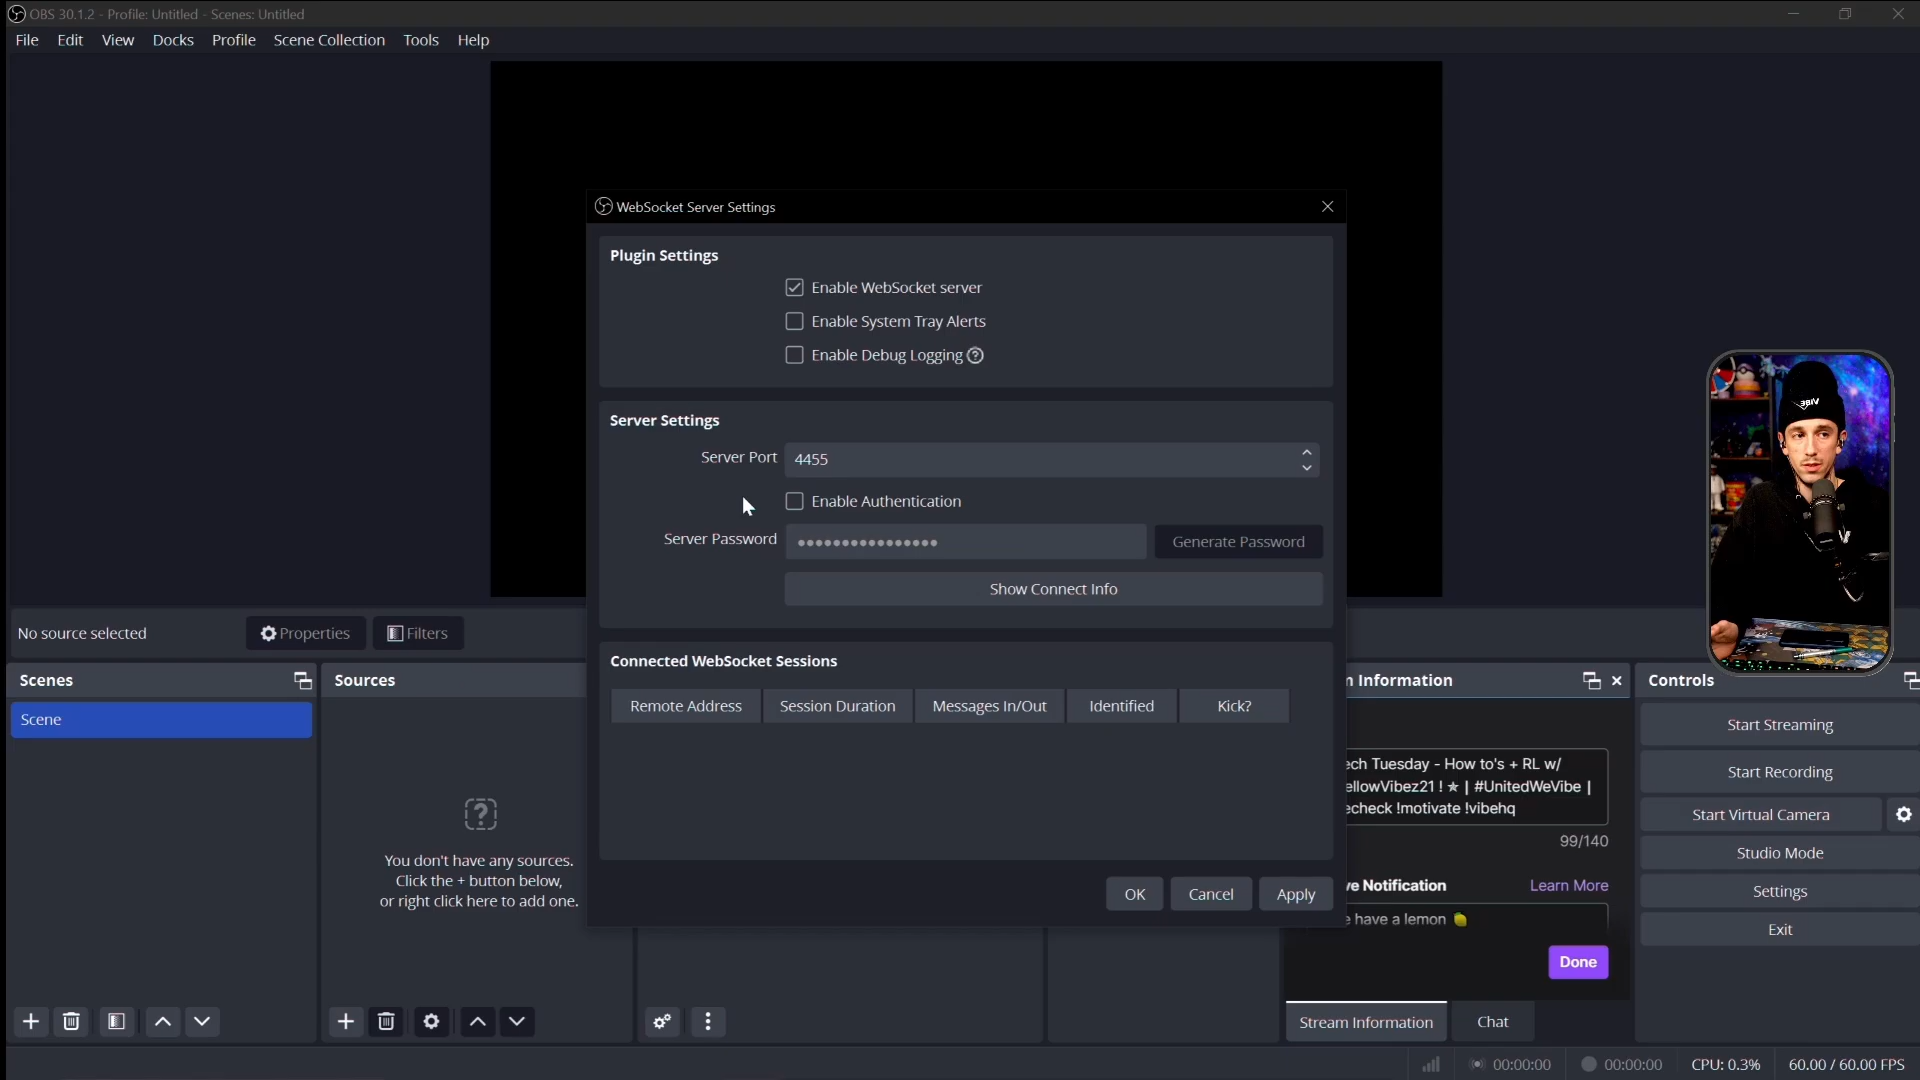 OBS 30.1.2 - Profile: Untitled - Scenes: Untitled
File Edit View Docks Profile Scene Collection Tools Help
WebSocket Server Settings
Plugin Settings
Enable WebSocket server
Enable System Tray Alerts
Enable Debug Logging
Server Settings
Server Port 4455
Enable Authentication
Server Password ●●●●●●●●●●●●●●●● Generate Password
Show Connect Info
Connected WebSocket Sessions
Remote Address Session Duration Messages In/Out Identified Kick?
OK Cancel Apply
No source selected Properties Filters
Scenes
Scene
Sources
You don't have any sources.
Click the + button below,
or right click here to add one.
n Information
ech Tuesday - How to's + RL w/
ellowVibez21 ! ★ | #UnitedWeVibe |
echeck !motivate !vibehq
99/140
ve Notification Learn More
e have a lemon 🍋
Done
Stream Information Chat
Controls
Start Streaming
Start Recording
Start Virtual Camera
Studio Mode
Settings
Exit
VIBE
00:00:00 00:00:00 CPU: 0.3% 60.00 / 60.00 FPS